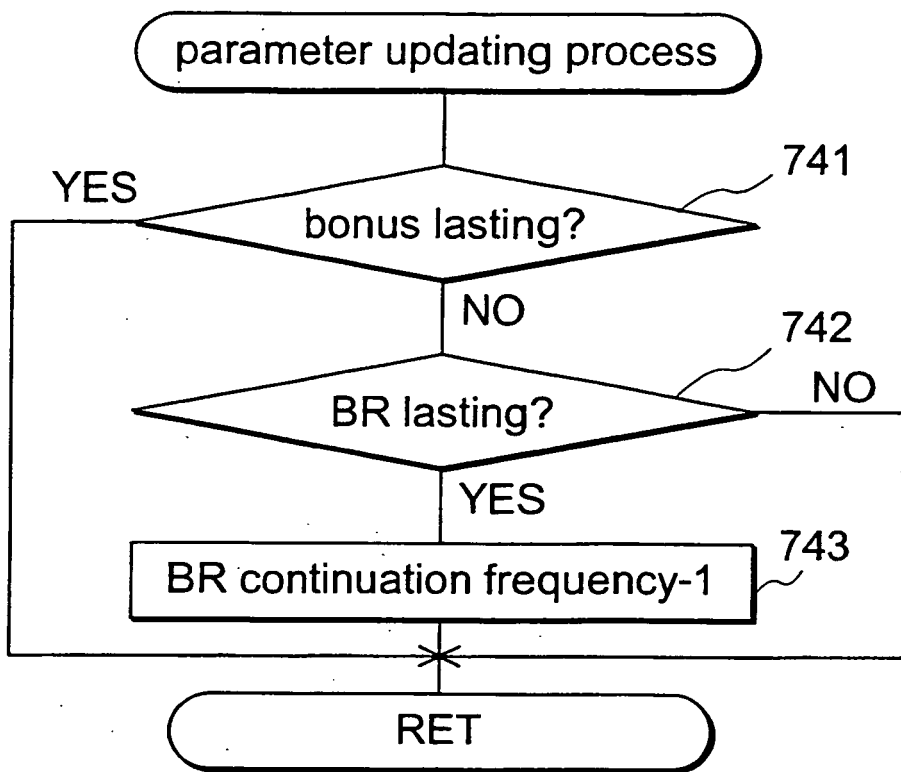 parameter updating process
741
YES
bonus lasting?
NO
742
NO
BR lasting?
YES
743
BR continuation frequency-1
RET